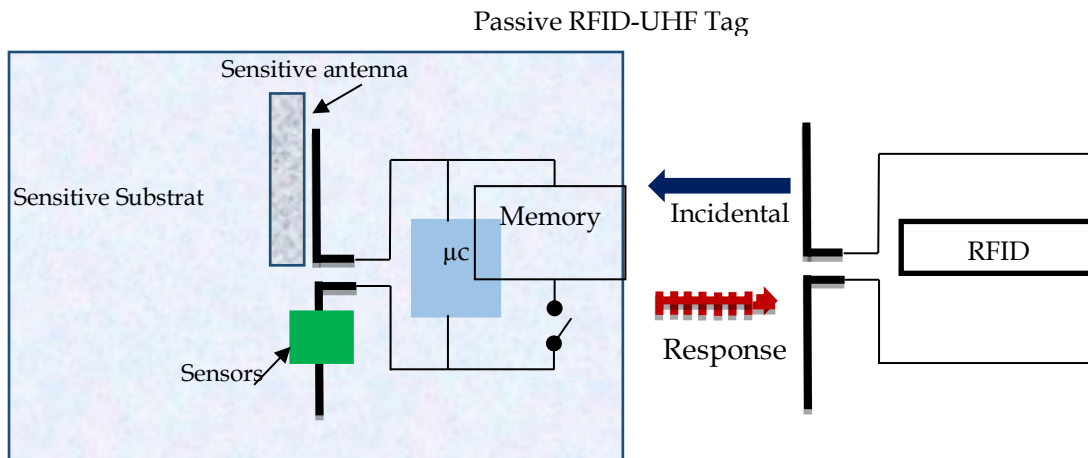 Passive RFID-UHF Tag
Sensitive antenna
Sensitive Substrat
Memory
µc
Incidental
RFID
Response
Sensors